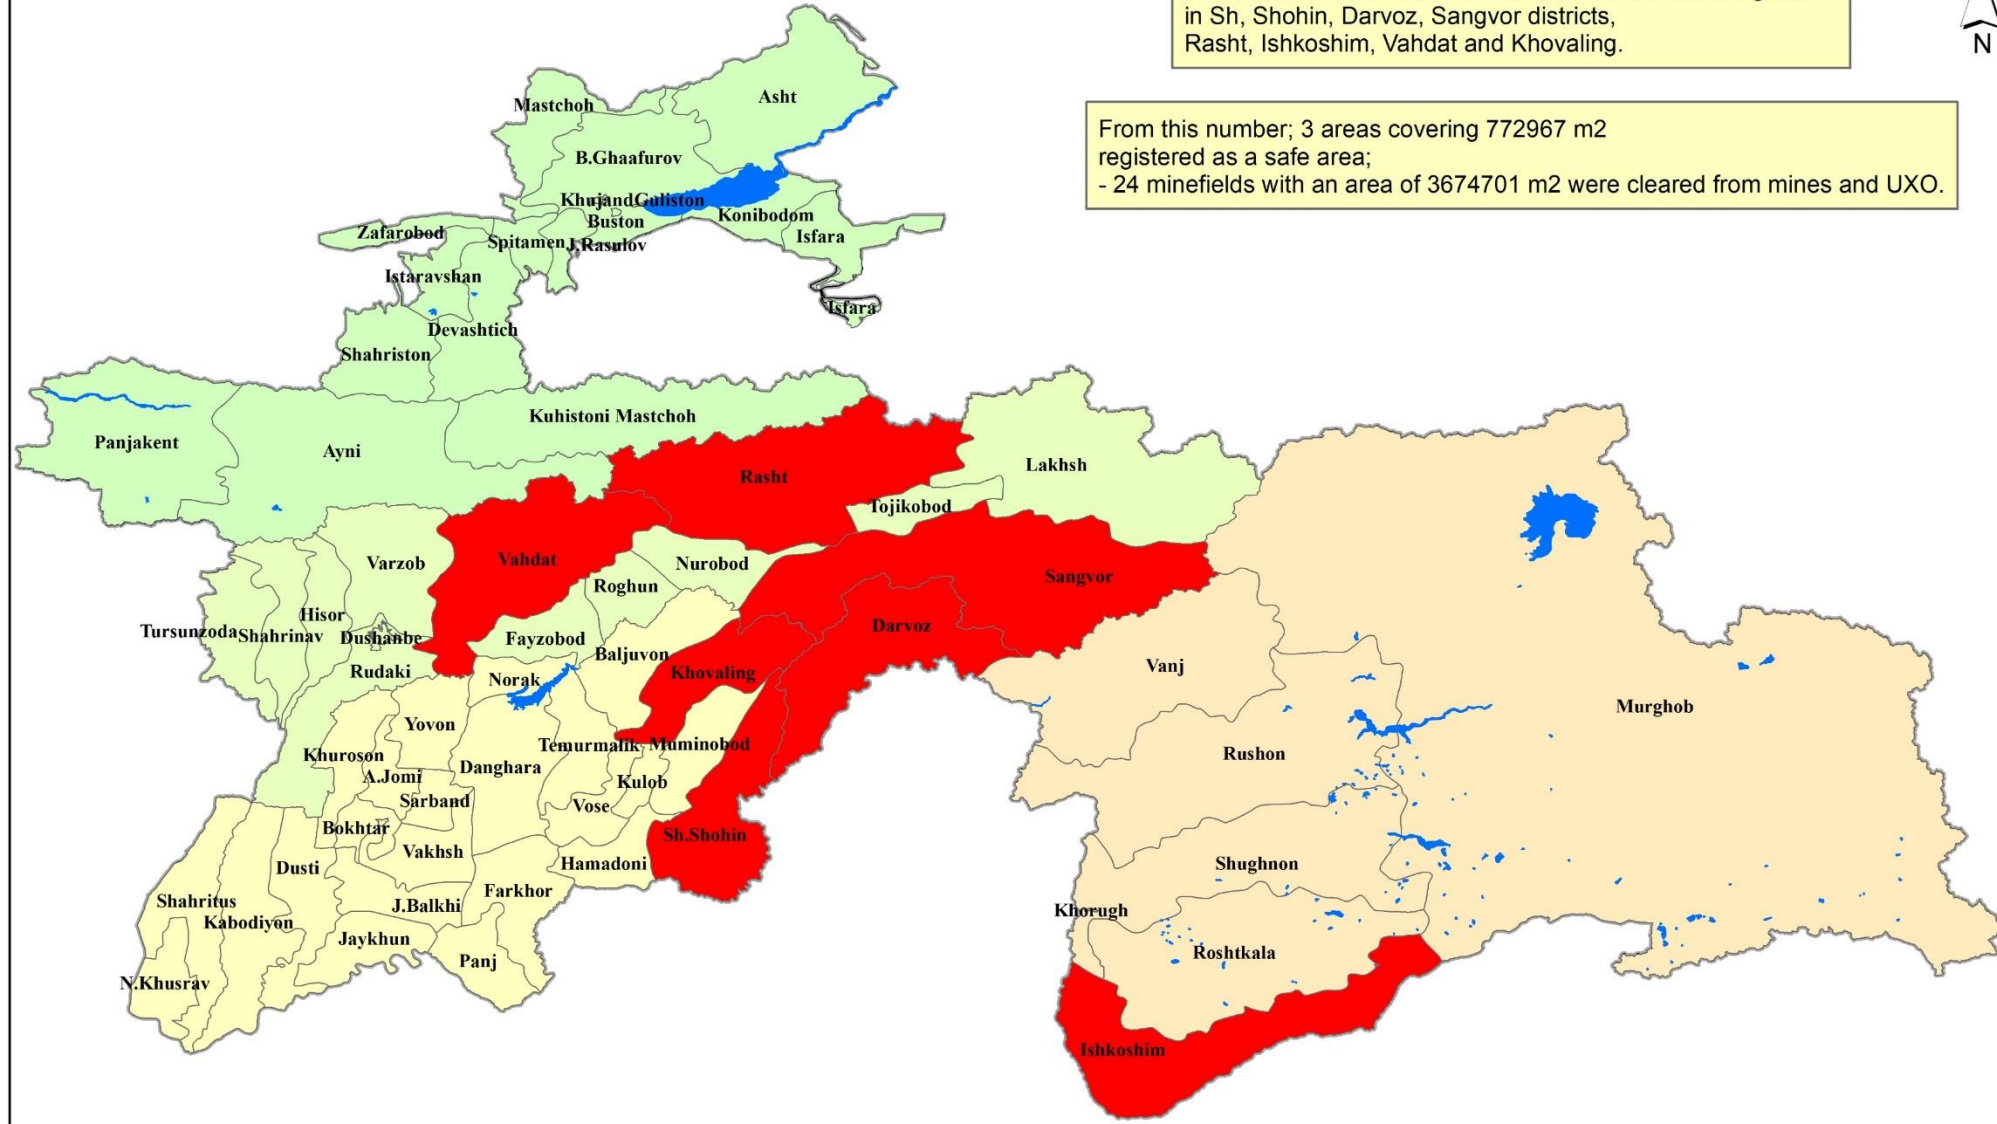 in Sh, Shohin, Darvoz, Sangvor districts,
Rasht, Ishkoshim, Vahdat and Khovaling.
N
From this number; 3 areas covering 772967 m2
registered as a safe area;
- 24 minefields with an area of 3674701 m2 were cleared from mines and UXO.
Asht
Mastchoh
B.Ghaafurov
Khujand
Guliston
Buston
Konibodom
Zafarobod
Spitamen
J.Rasulov
Isfara
Istaravshan
Isfara
Devashtich
Shahriston
Kuhistoni Mastchoh
Panjakent
Ayni
Rasht
Lakhsh
Tojikobod
Vahdat
Varzob
Nurobod
Roghun
Sangvor
Hisor
Darvoz
Tursunzoda
Shahrinav
Dushanbe
Fayzobod
Baljuvon
Vanj
Rudaki
Norak
Khovaling
Murghob
Yovon
Temurmalik
Muminobod
Khuroson
Rushon
Danghara
A.Jomi
Kulob
Sarband
Vose
Bokhtar
Sh.Shohin
Vakhsh
Hamadoni
Shughnon
Dusti
Farkhor
Shahritus
J.Balkhi
Khorugh
Kabodiyon
Jaykhun
Roshtkala
Panj
N.Khusrav
Ishkoshim